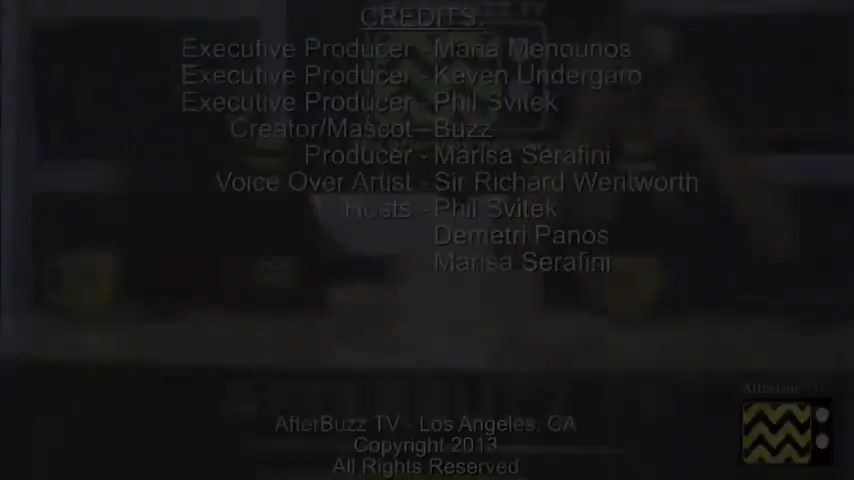 CREDITS:
Executive Producer - Maria Menounos
Executive Producer - Keven Undergaro
Executive Producer - Phil Svitek
Creator/Mascot - Buzz
Producer - Marisa Serafini
Voice Over Artist - Sir Richard Wentworth
Hosts - Phil Svitek
Demetri Panos
Marisa Serafini
AfterBuzz TV - Los Angeles, CA
Copyright 2013
All Rights Reserved